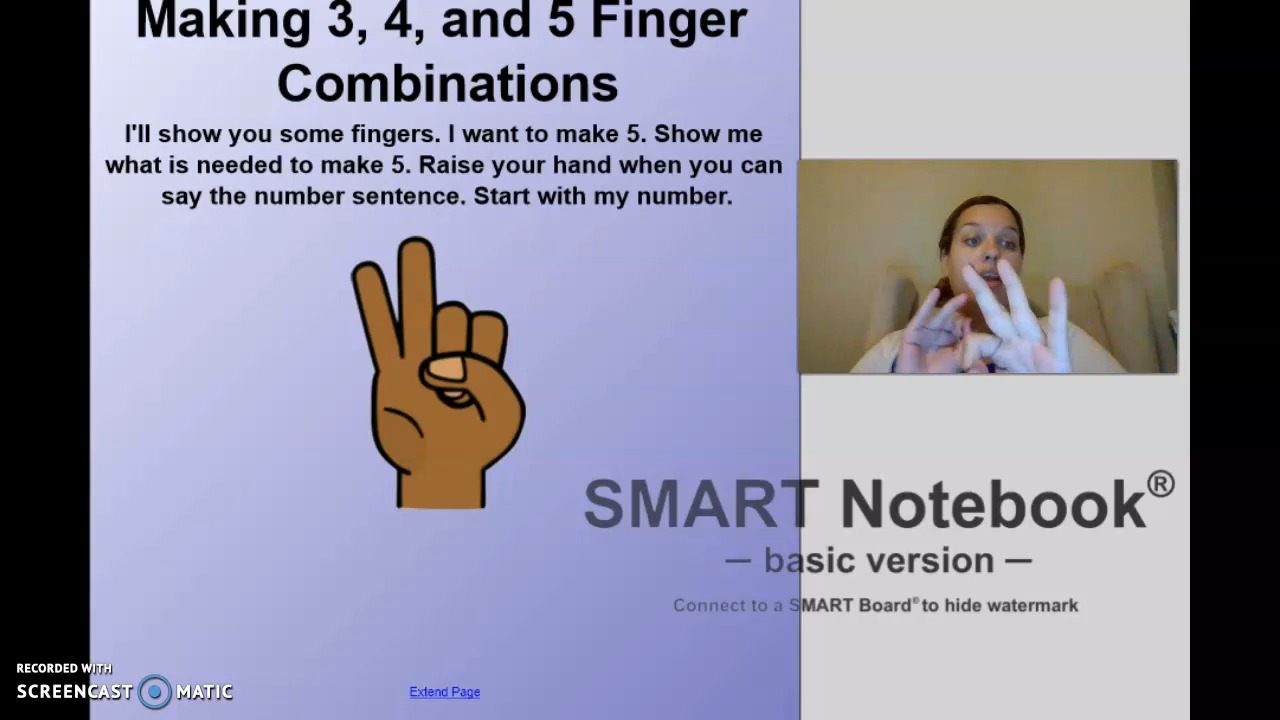 Making 3, 4, and 5 Finger
Combinations
I'll show you some fingers. I want to make 5. Show me
what is needed to make 5. Raise your hand when you can
say the number sentence. Start with my number.
SMART Notebook®
— basic version —
Connect to a SMART Board® to hide watermark
RECORDED WITH
SCREENCAST MATIC
Extend Page